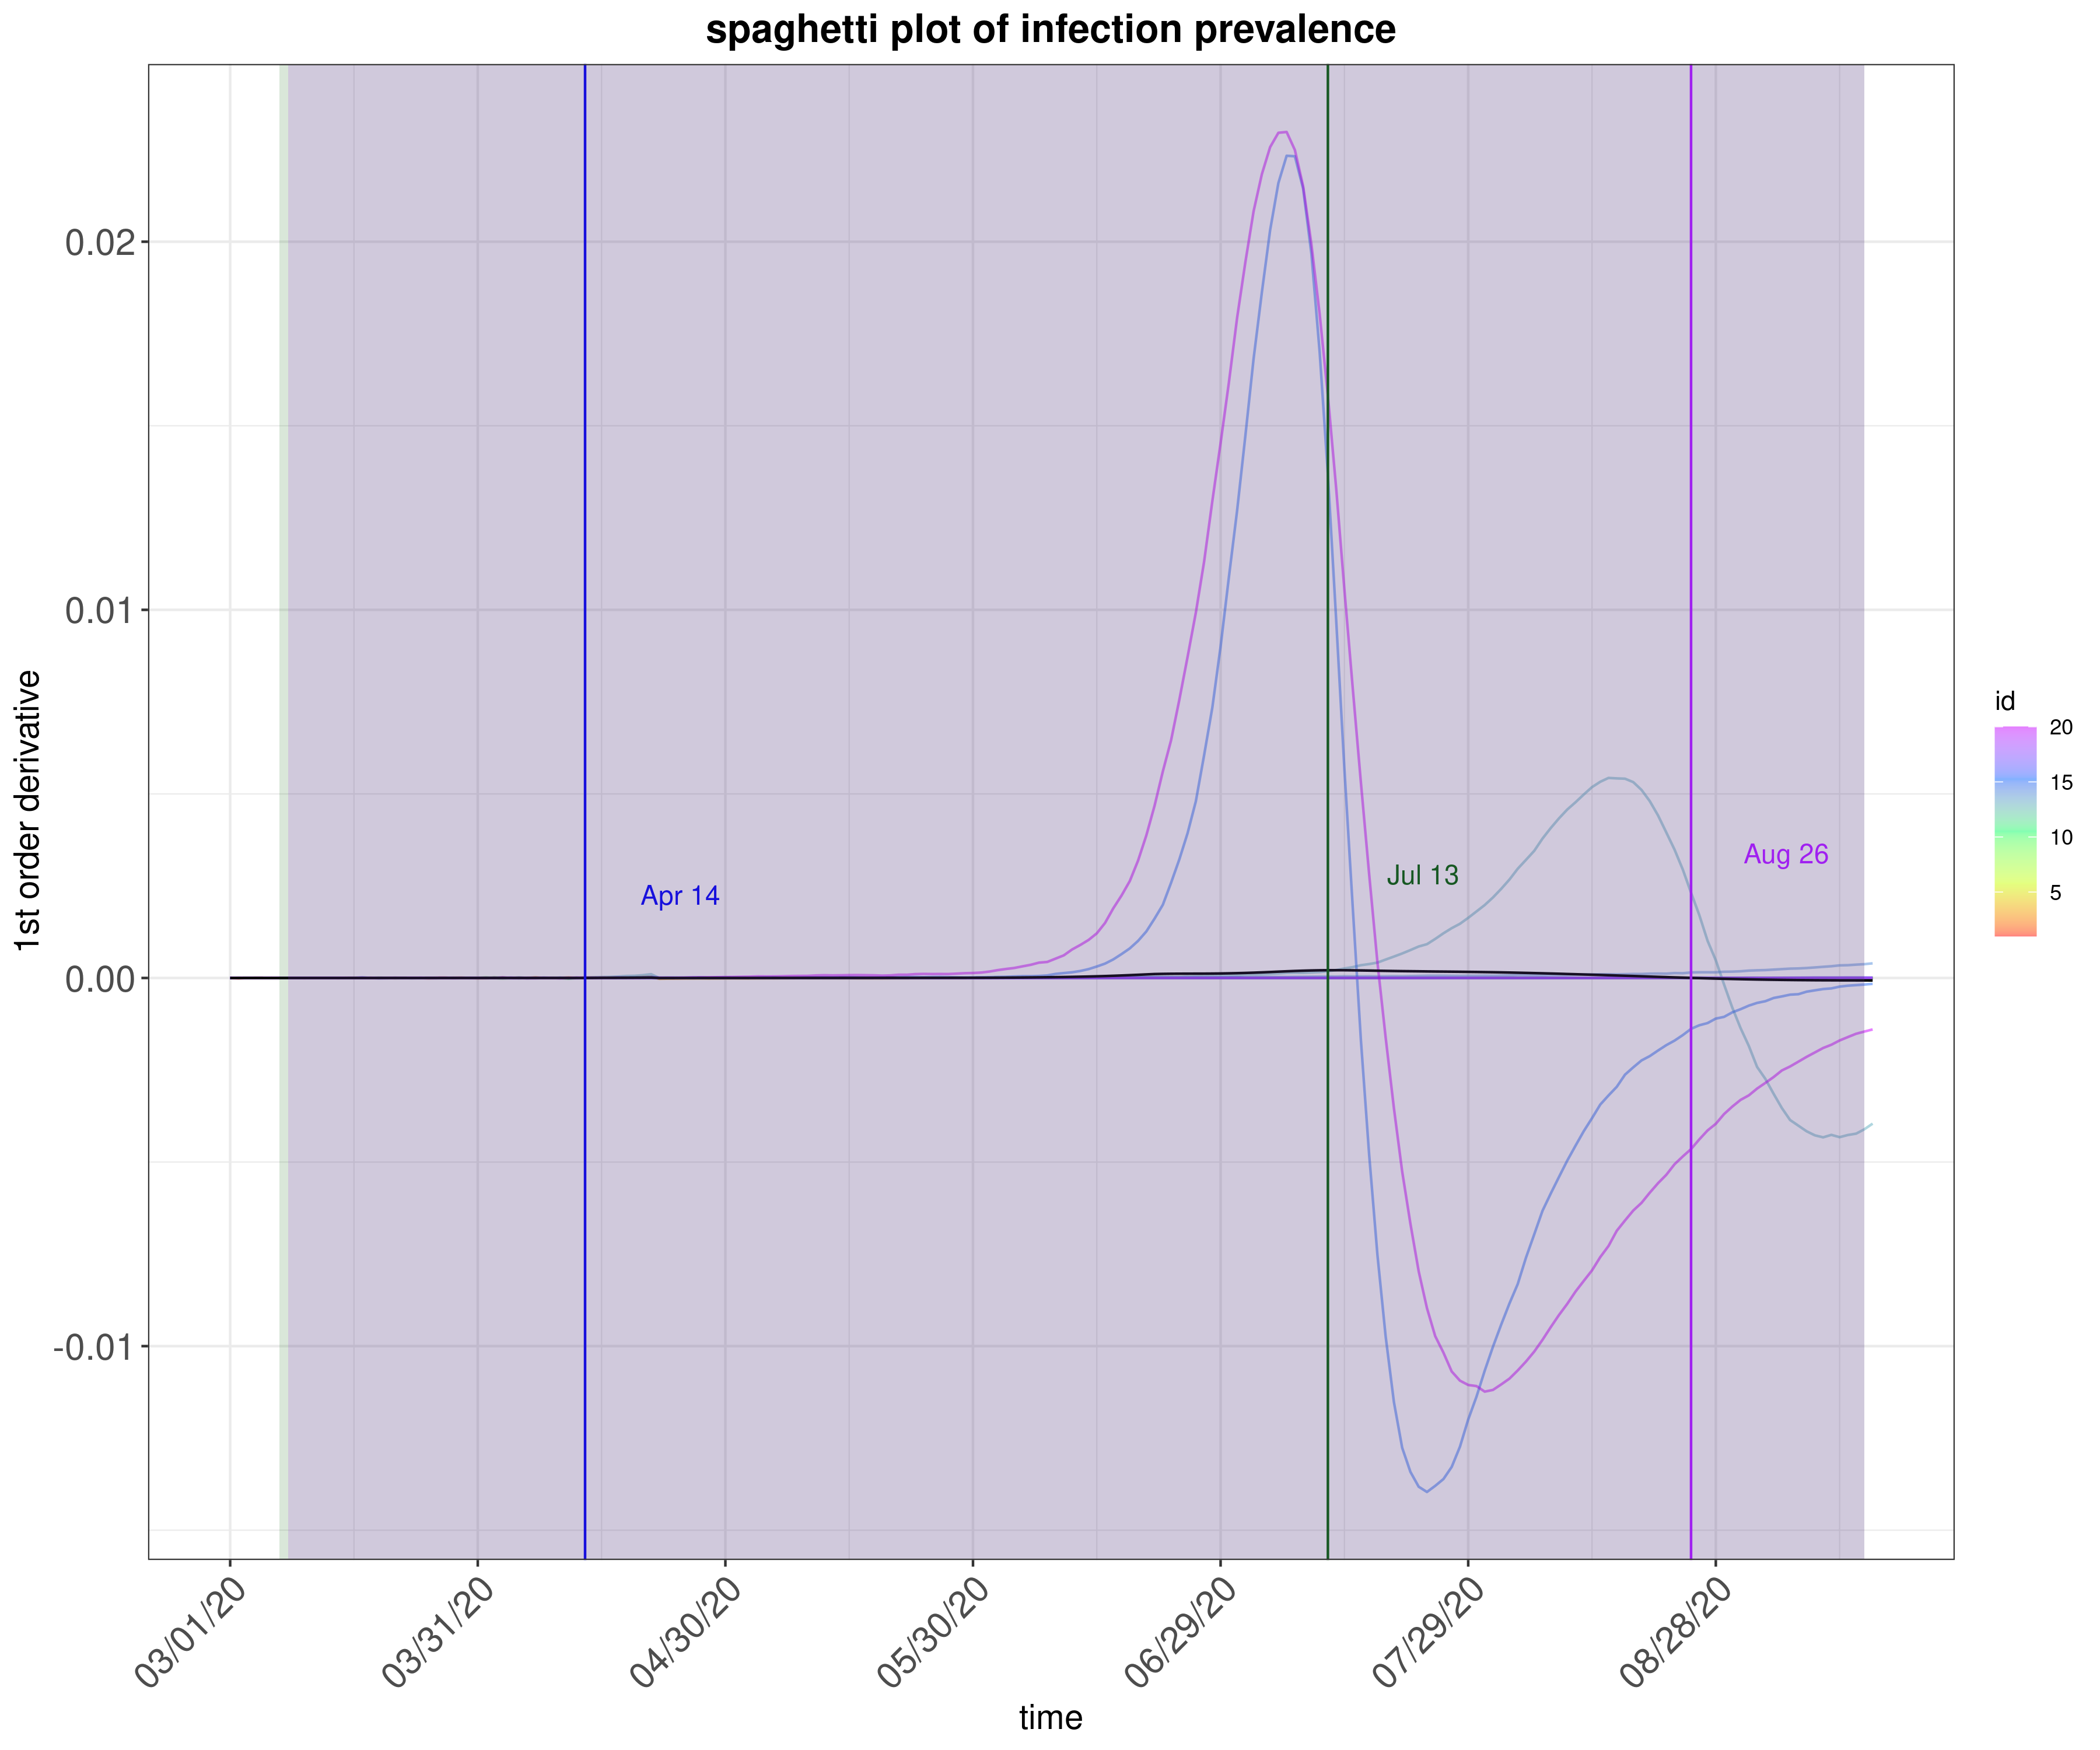 spaghetti plot of infection prevalence
1st order derivative
0.02
0.01
0.00
-0.01
Apr 14
Jul 13
Aug 26
03/01/20
03/31/20
04/30/20
05/30/20
06/29/20
07/29/20
08/28/20
time
id
20
15
10
5